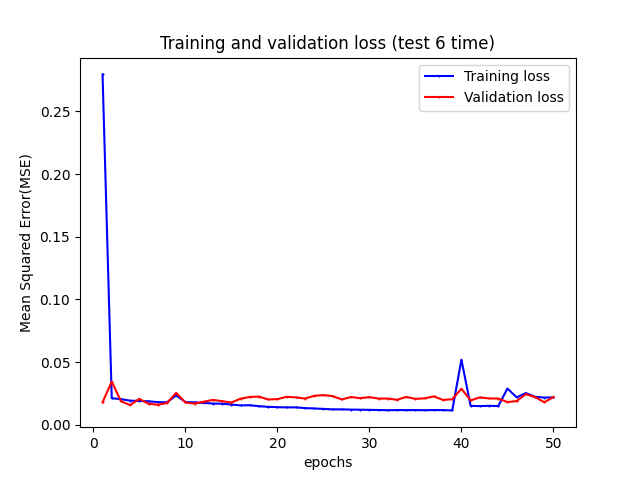 Training and validation loss (test 6 time)
Training loss
Validation loss
Mean Squared Error(MSE)
0.25
0.20
0.15
0.10
0.05
0.00
0 10 20 30 40 50
epochs